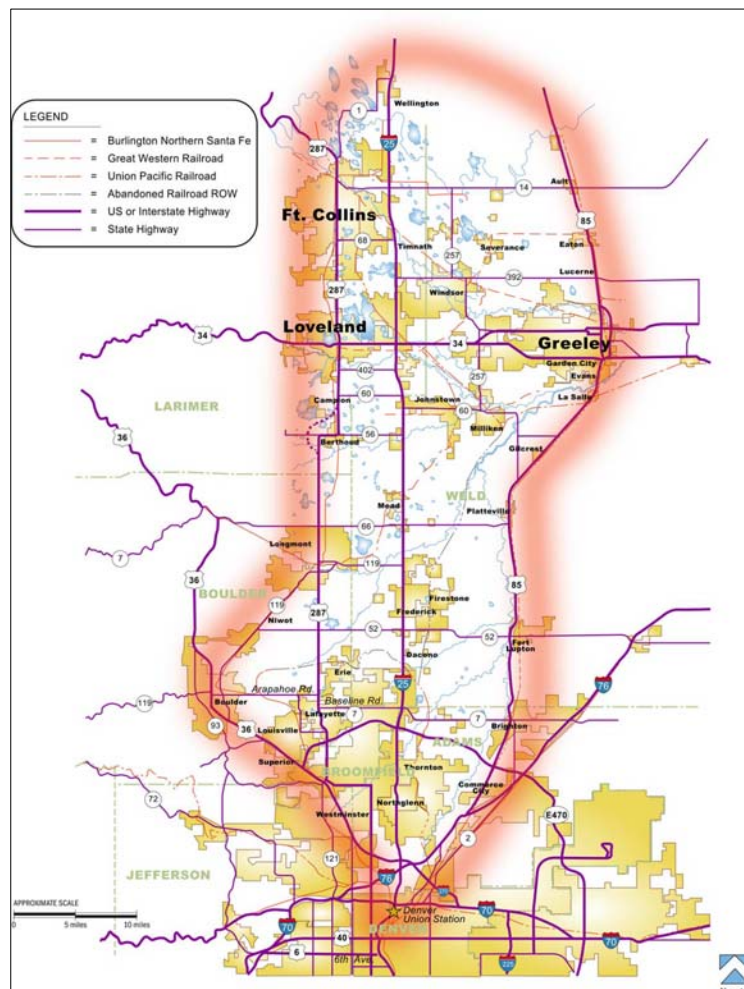 Wellington
1
LEGEND
25
= Burlington Northern Santa Fe
287
= Great Western Railroad
= Union Pacific Railroad
Ault
14
= Abandoned Railroad ROW
= US or Interstate Highway
Ft. Collins
85
= State Highway
68
Timnath
Severance
Eaton
257
Lucerne
392
287
Windsor
Loveland
34
34
Greeley
Garden City
402
257
Evans
60
La Salle
Campion
Johnstown
60
LARIMER
Milliken
36
56
Berthoud
Gilcrest
WELD
Mead
Platteville
66
Longmont
7
119
36
85
BOULDER
Firestone
119
287
Frederick
Niwot
52
52
Fort
Lupton
Dacono
Erie
76
Arapahoe Rd.
25
Boulder
Baseline Rd.
119
Lafayette
7
7
93
36
Louisville
Brighton
ADAMS
Superior
BROOMFIELD
Thornton
Commerce
City
72
Northglenn
Westminster
E470
2
121
JEFFERSON
76
APPROXIMATE SCALE
0 5 miles 10 miles
Denver
Union Station
70
70
DENVER
40
70
6
6th Ave.
225